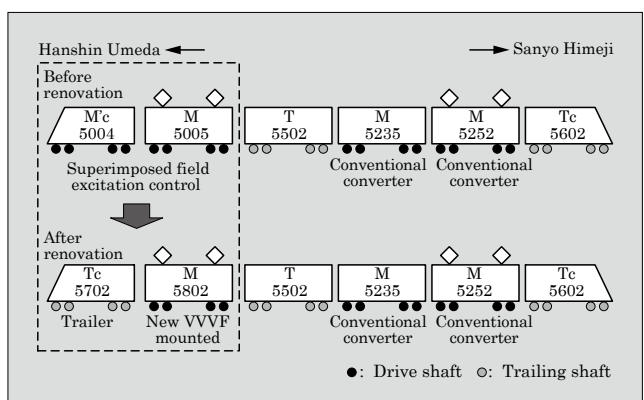 Hanshin Umeda
Sanyo Himeji
Before
renovation
M'c
5004
M
5005
T
5502
M
5235
M
5252
Tc
5602
Superimposed field
excitation control
Conventional
converter
Conventional
converter
After
renovation
Tc
5702
M
5802
T
5502
M
5235
M
5252
Tc
5602
Trailer
New VVVF
mounted
Conventional
converter
Conventional
converter
●: Drive shaft ●: Trailing shaft